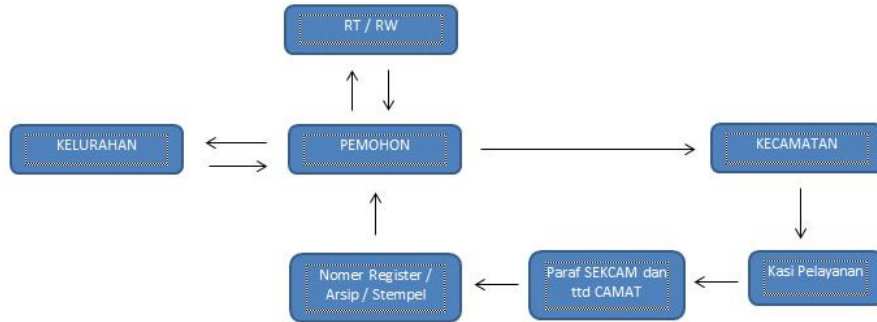 RT / RW
KELURAHAN
PEMOHON
KECAMATAN
Nomer Register /
Arsip / Stempel
Paraf SEKCAM dan
ttd CAMAT
Kasi Pelayanan